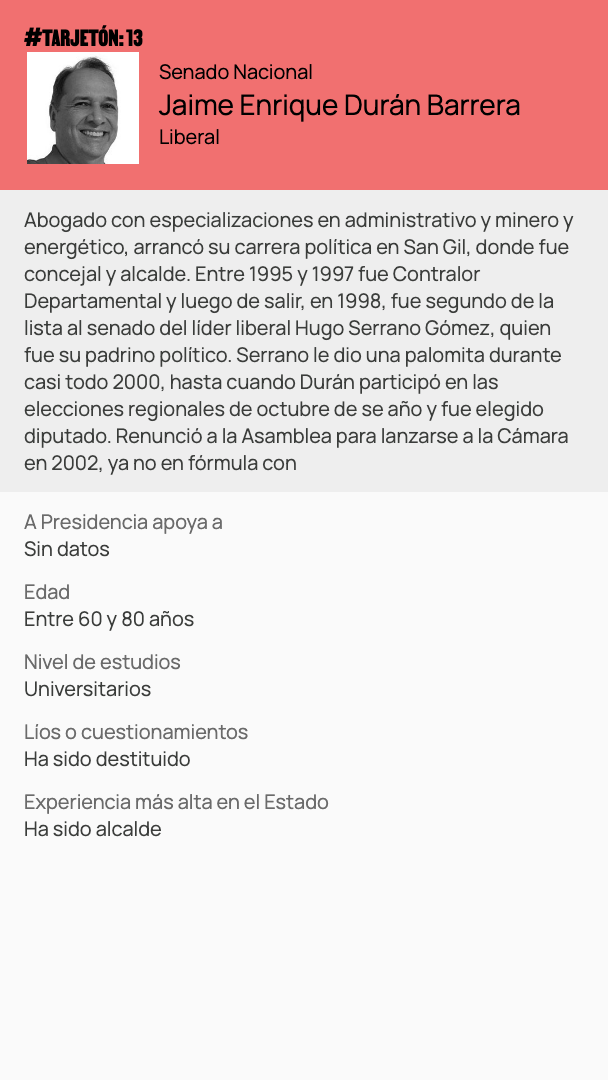 #TARJETÓN: 13
Senado Nacional
Jaime Enrique Durán Barrera
Liberal
Abogado con especializaciones en administrativo y minero y
energético, arrancó su carrera política en San Gil, donde fue
concejal y alcalde. Entre 1995 y 1997 fue Contralor
Departamental y luego de salir, en 1998, fue segundo de la
lista al senado del líder liberal Hugo Serrano Gómez, quien
fue su padrino político. Serrano le dio una palomita durante
casi todo 2000, hasta cuando Durán participó en las
elecciones regionales de octubre de se año y fue elegido
diputado. Renunció a la Asamblea para lanzarse a la Cámara
en 2002, ya no en fórmula con
A Presidencia apoya a
Sin datos
Edad
Entre 60 y 80 años
Nivel de estudios
Universitarios
Líos o cuestionamientos
Ha sido destituido
Experiencia más alta en el Estado
Ha sido alcalde